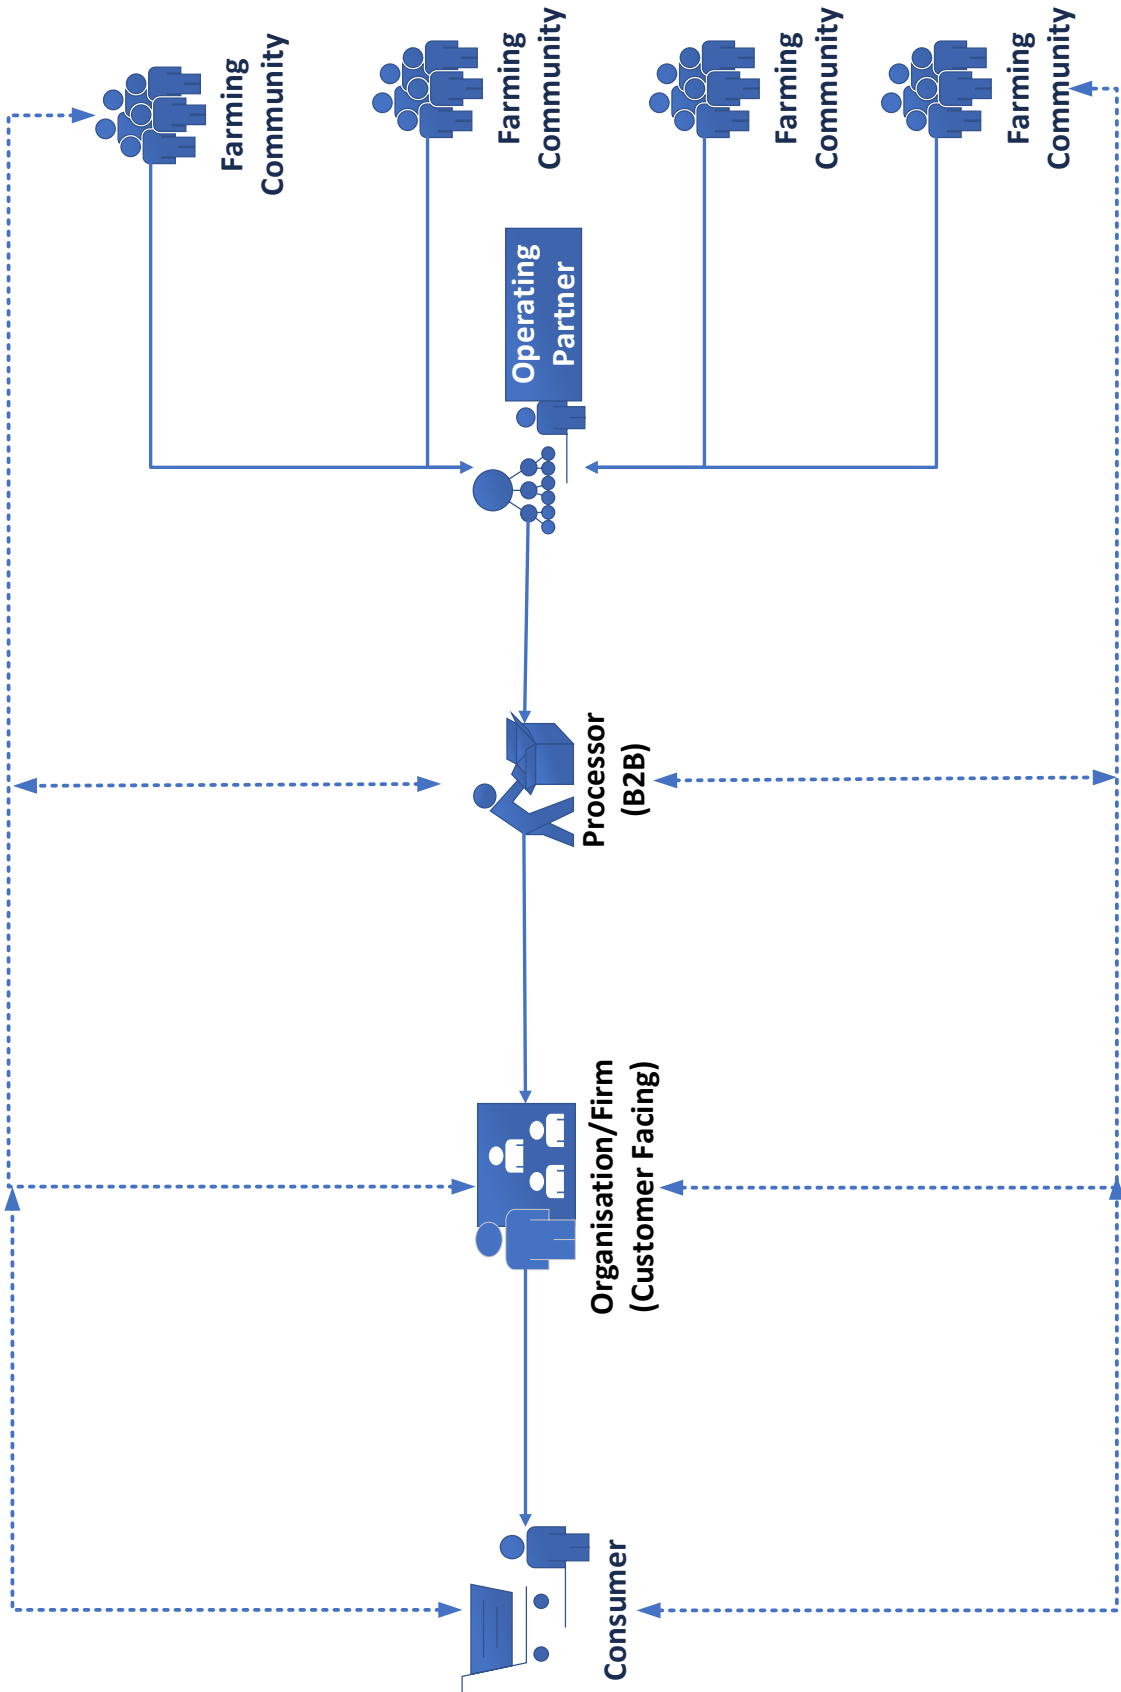 Farming
Community
Farming
Community
Farming
Community
Farming
Community
Operating
Partner
Processor
(B2B)
Organisation/Firm
(Customer Facing)
Consumer